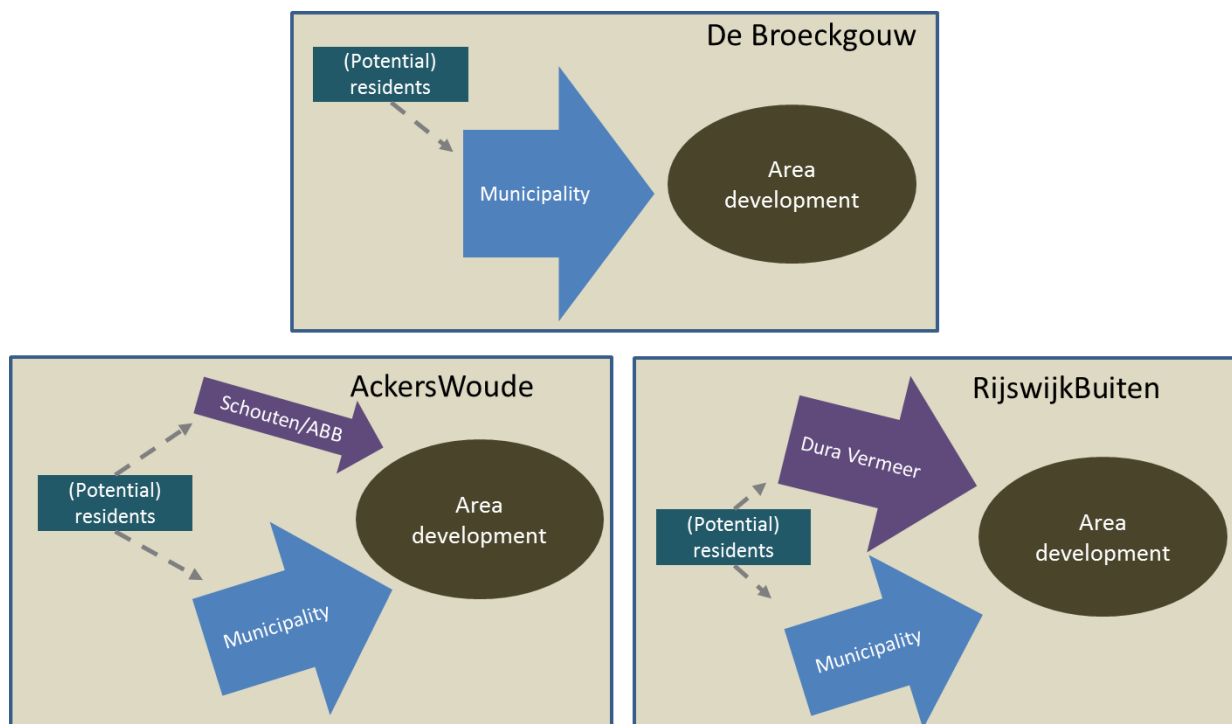 De Broeckgouw
(Potential)
residents
Municipality
Area
development
AckersWoude
Schouten/ABB
(Potential)
residents
Area
development
Municipality
RijswijkBuiten
Dura Vermeer
(Potential)
residents
Area
development
Municipality